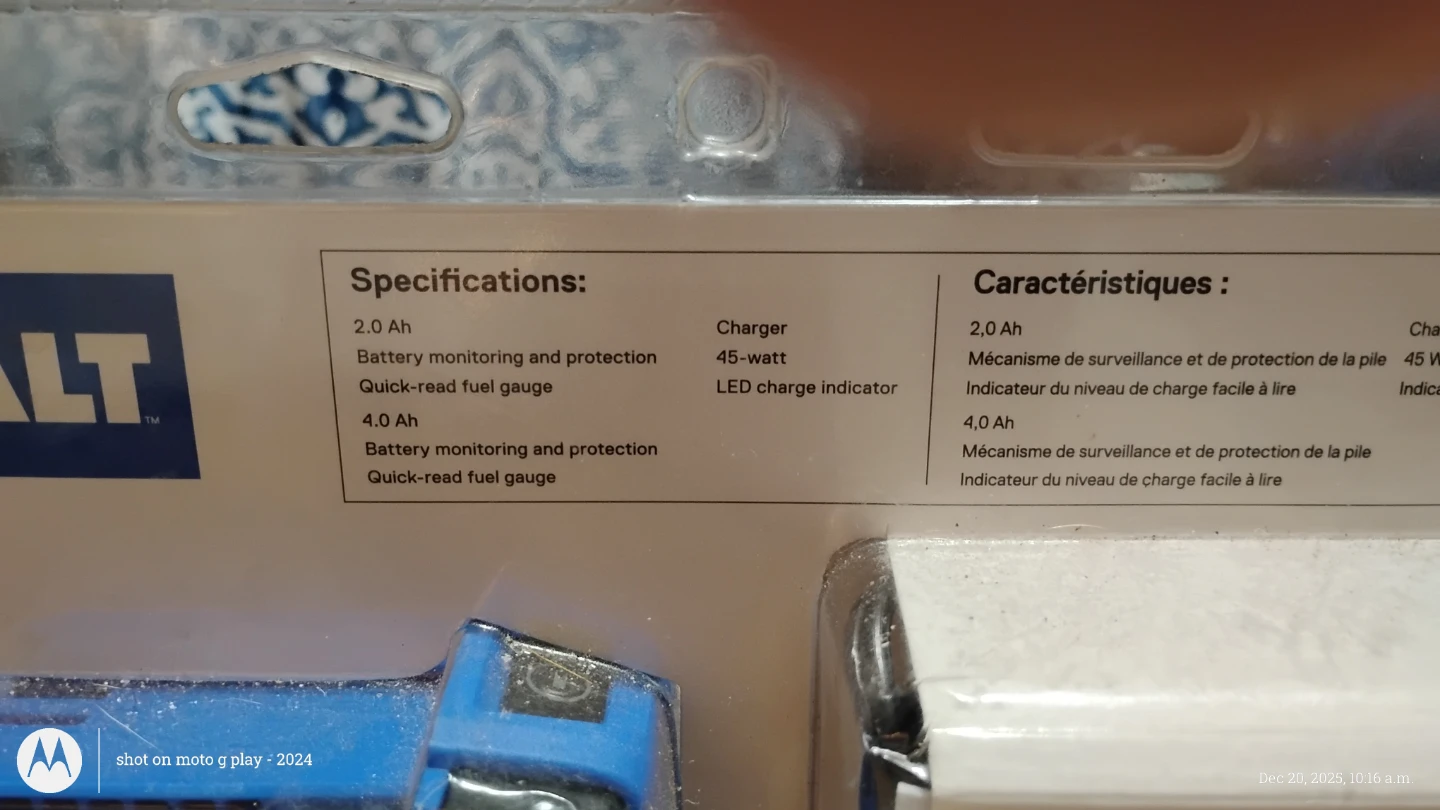 ALT
TM
Specifications:
2.0 Ah
Battery monitoring and protection
Quick-read fuel gauge
4.0 Ah
Battery monitoring and protection
Quick-read fuel gauge
Charger
45-watt
LED charge indicator
Caractéristiques :
2,0 Ah
Mécanisme de surveillance et de protection de la pile
Indicateur du niveau de charge facile à lire
4,0 Ah
Mécanisme de surveillance et de protection de la pile
Indicateur du niveau de charge facile à lire
Cha
45 W
Indica
shot on moto g play - 2024
Dec 20, 2025, 10:16 a.m.